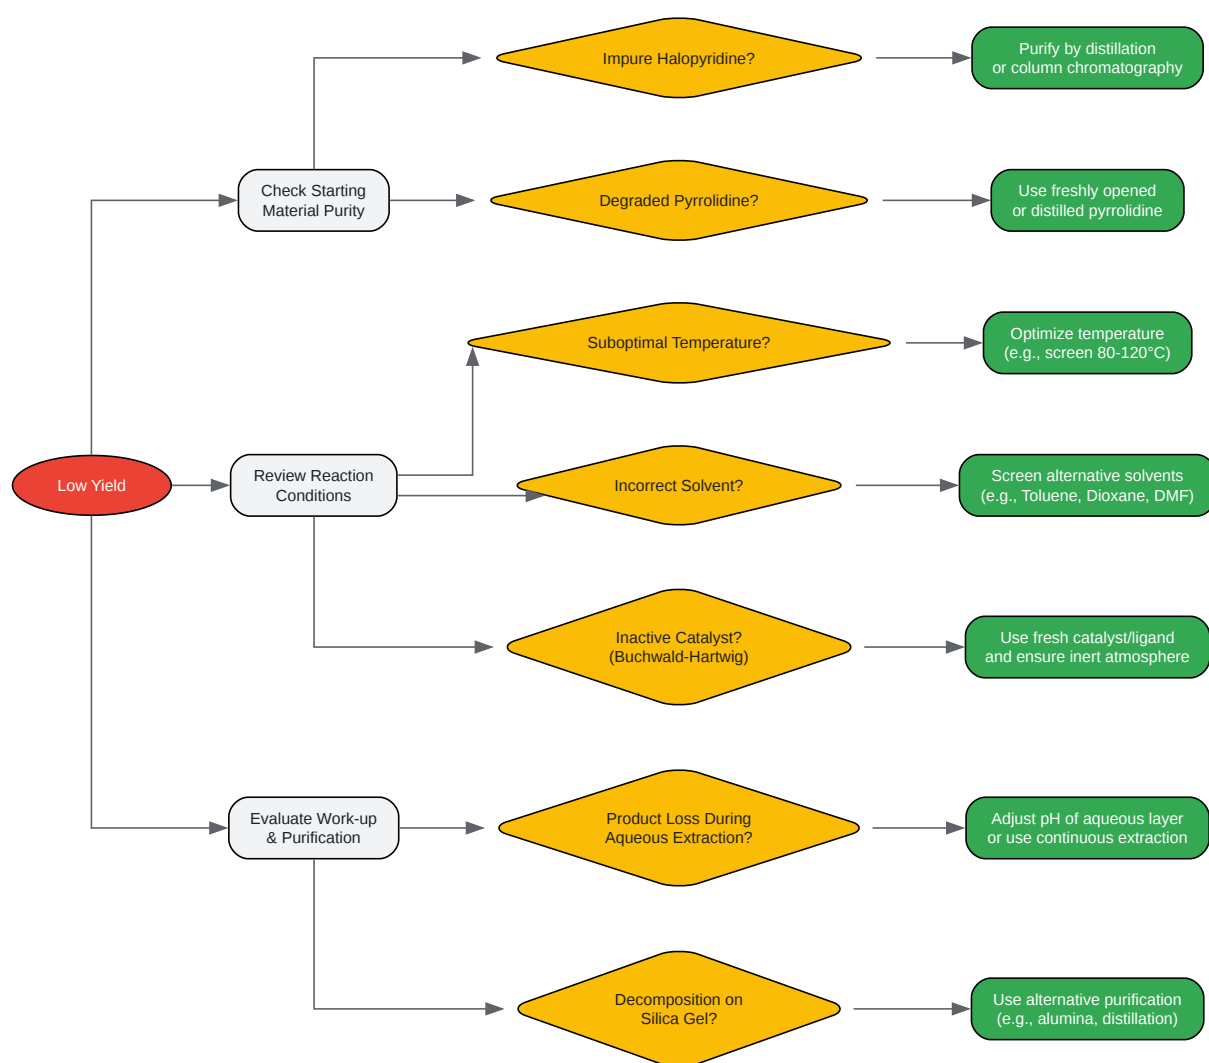 Impure Halopyridine?
Purify by distillation
or column chromatography
Check Starting
Material Purity
Degraded Pyrrolidine?
Use freshly opened
or distilled pyrrolidine
Suboptimal Temperature?
Optimize temperature
(e.g., screen 80-120°C)
Low Yield
Review Reaction
Conditions
Incorrect Solvent?
Screen alternative solvents
(e.g., Toluene, Dioxane, DMF)
Inactive Catalyst?
(Buchwald-Hartwig)
Use fresh catalyst/ligand
and ensure inert atmosphere
Evaluate Work-up
& Purification
Product Loss During
Aqueous Extraction?
Adjust pH of aqueous layer
or use continuous extraction
Decomposition on
Silica Gel?
Use alternative purification
(e.g., alumina, distillation)